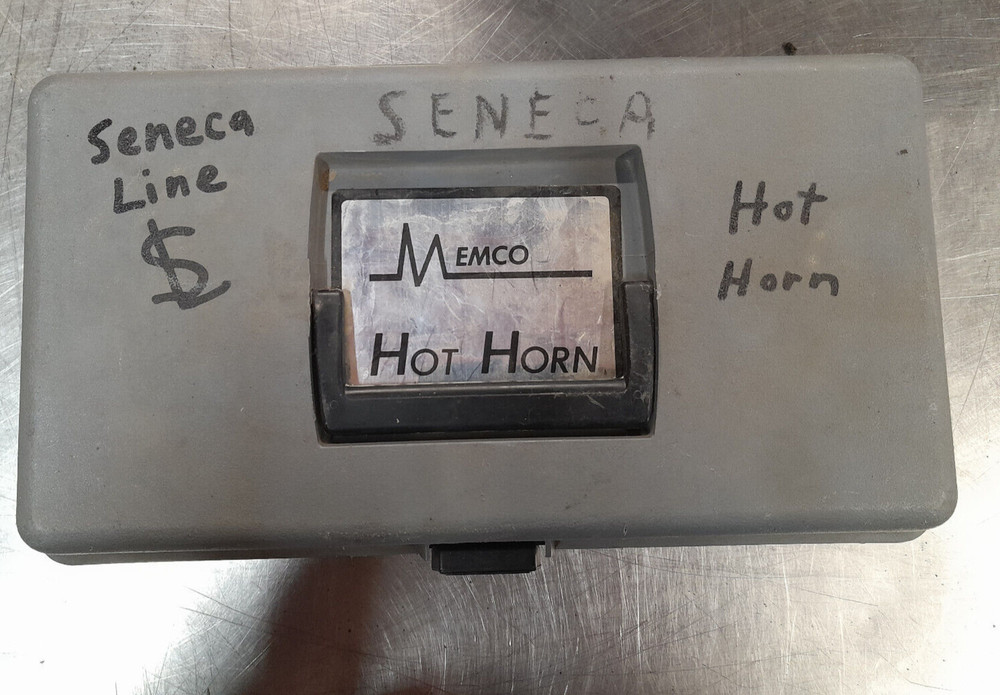 SENECA
Seneca
Line
$
MEMCO
HOT HORN
Hot
Horn